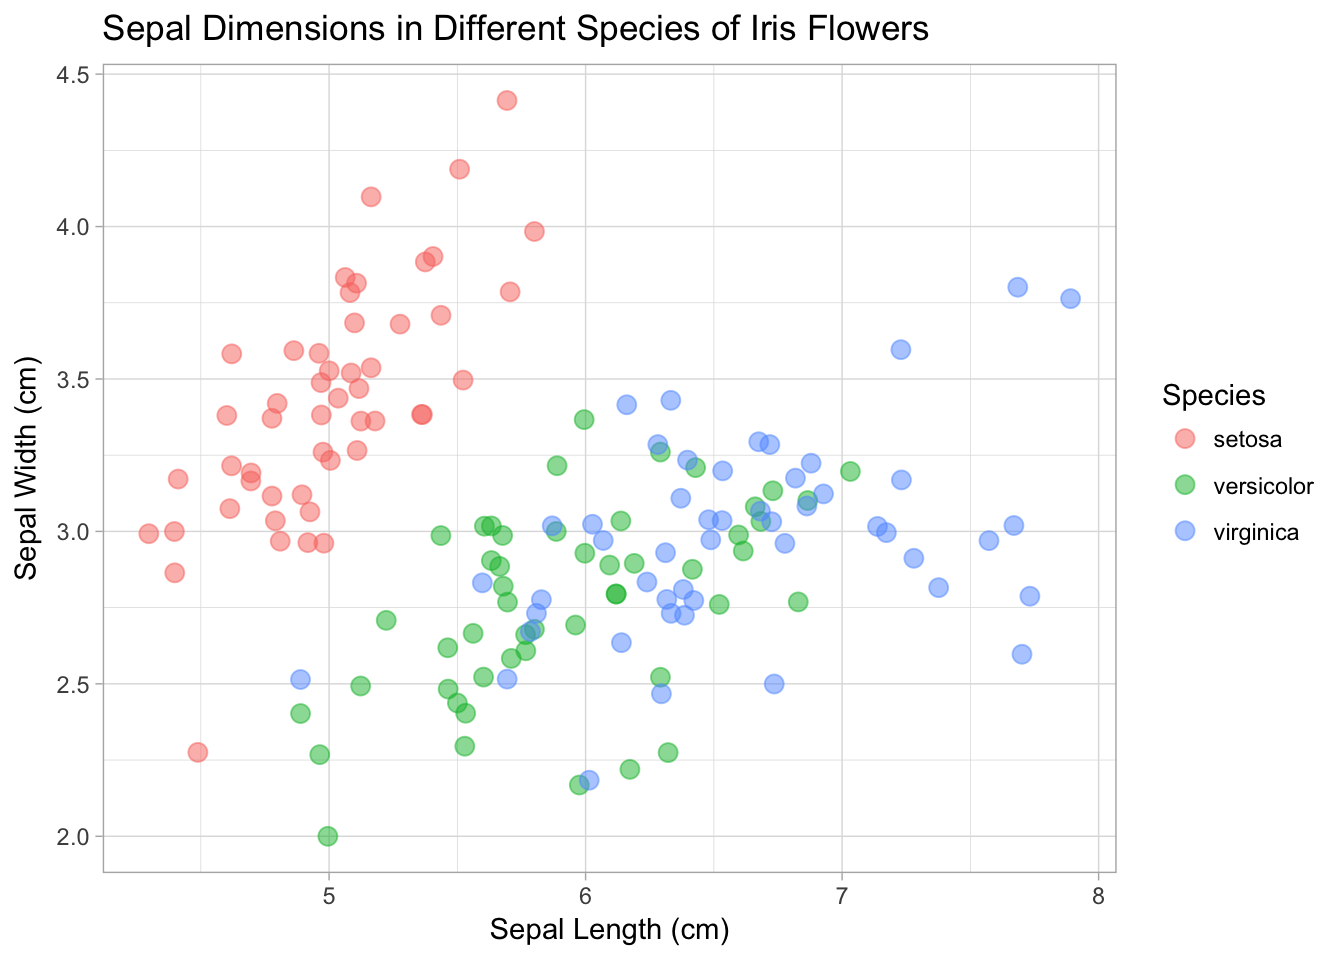 Sepal Dimensions in Different Species of Iris Flowers
4.5
4.0
3.5
3.0
2.5
2.0
Sepal Width (cm)
5 6 7 8
Sepal Length (cm)
Species
setosa
versicolor
virginica